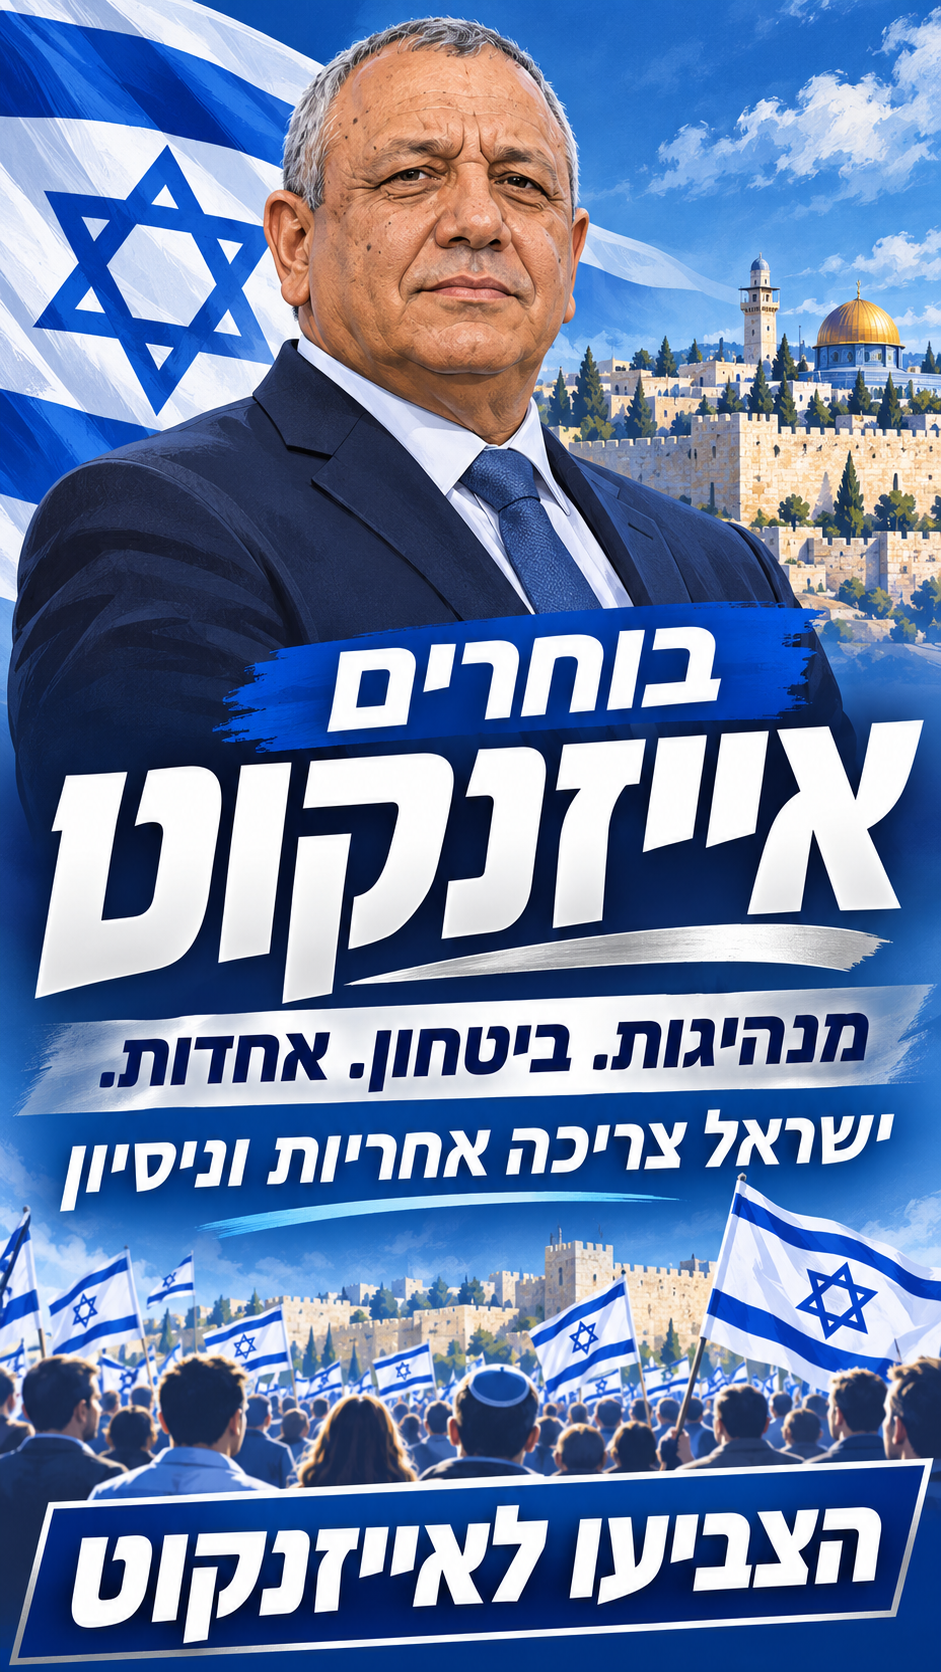 בוחרים
אייזנקוט
מנהיגות. ביטחון. אחדות.
ישראל צריכה אחריות וניסיון
הצביעו לאייזנקוט